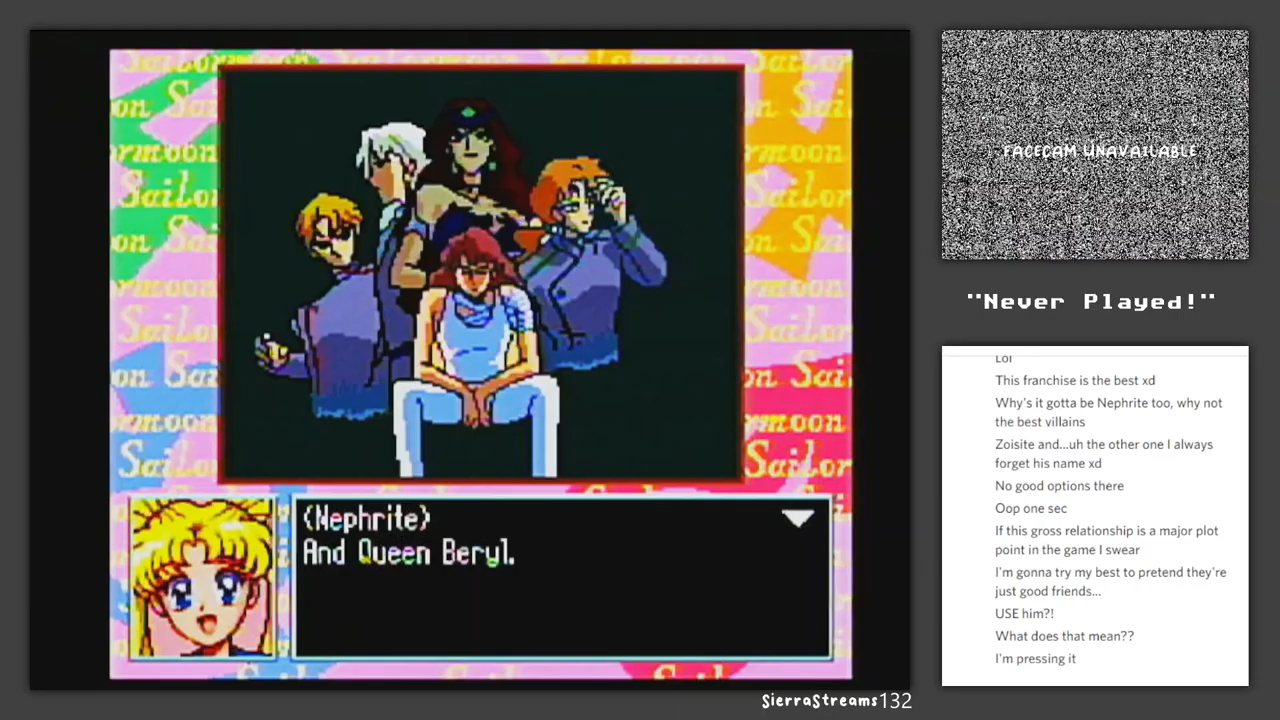 Sailormoon Sailormoon Sailormoon
FACECAM UNAVAILABLE
"Never Played!"
{Nephrite}
And Queen Beryl.
Lol
This franchise is the best xd
Why's it gotta be Nephrite too, why not
the best villains
Zoisite and...uh the other one I always
forget his name xd
No good options there
Oop one sec
If this gross relationship is a major plot
point in the game I swear
I'm gonna try my best to pretend they're
just good friends...
USE him?!
What does that mean??
I'm pressing it
SierraStreams132